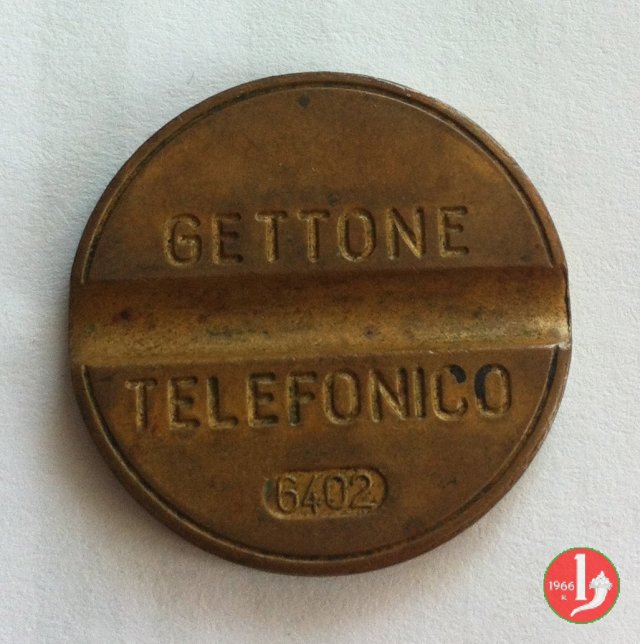 GETTONE
TELEFONICO
6402
1966
R.